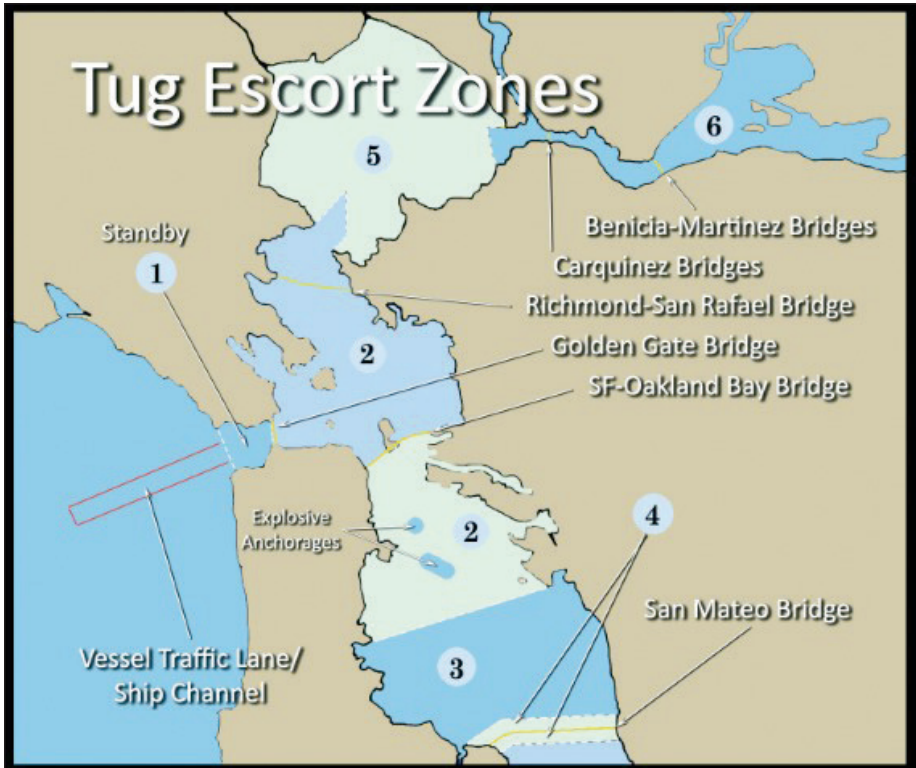 Tug Escort Zones
6
5
Benicia-Martinez Bridges
Standby
Carquinez Bridges
1
Richmond-San Rafael Bridge
2
Golden Gate Bridge
SF-Oakland Bay Bridge
Explosive
Anchorages
2
4
San Mateo Bridge
Vessel Traffic Lane/
Ship Channel
3